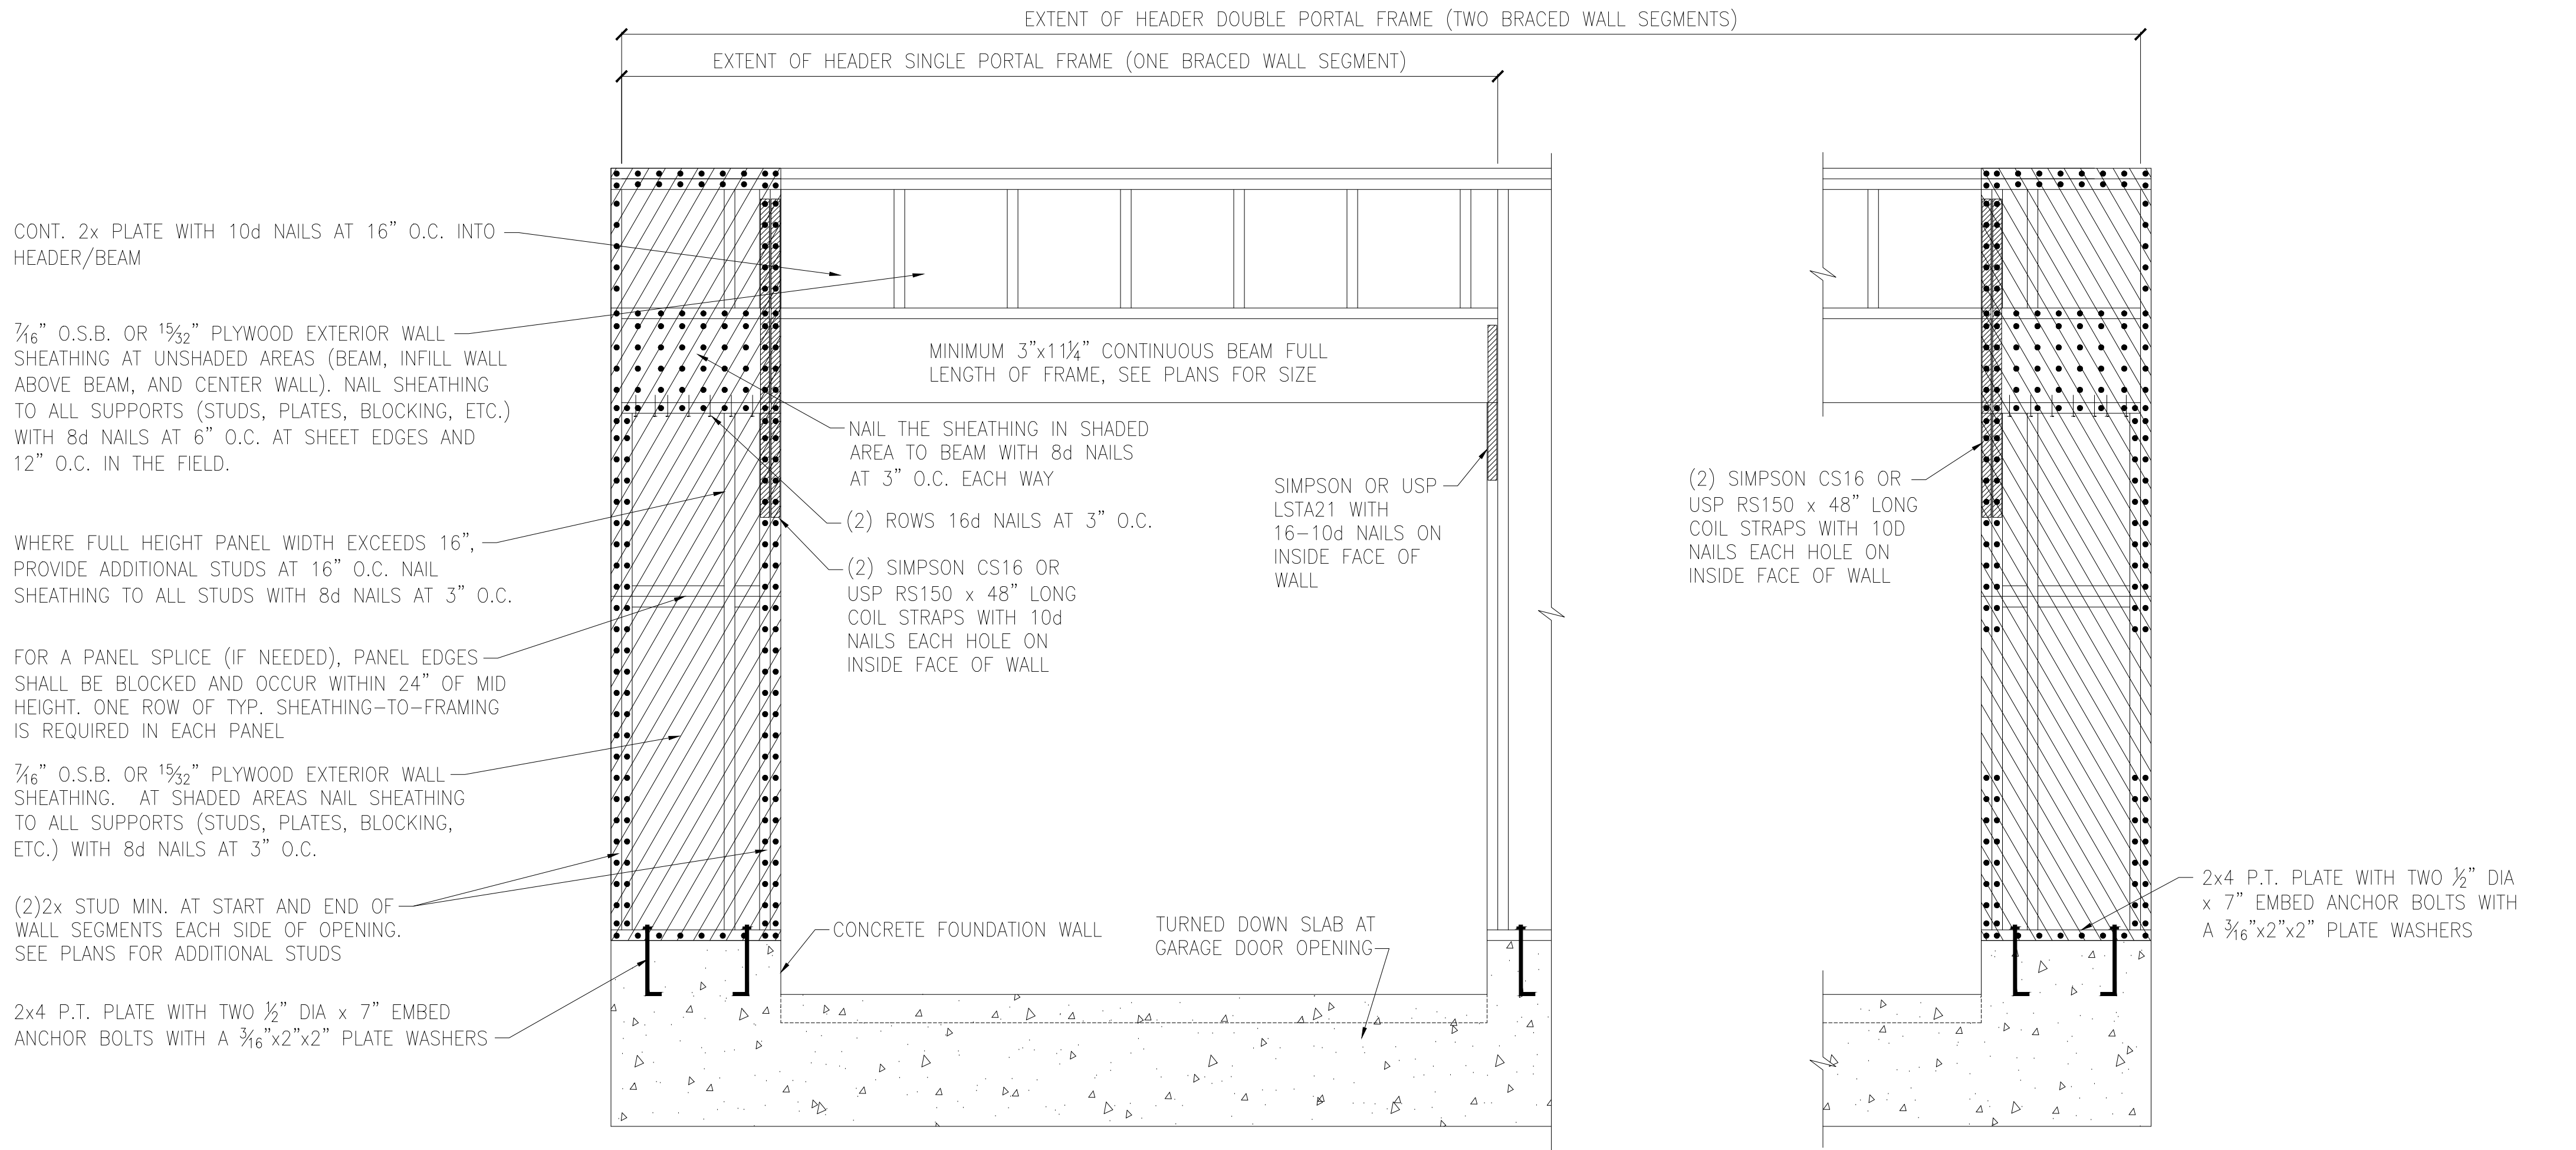 EXTENT OF HEADER DOUBLE PORTAL FRAME (TWO BRACED WALL SEGMENTS)
EXTENT OF HEADER SINGLE PORTAL FRAME (ONE BRACED WALL SEGMENT)
CONT. 2x PLATE WITH 10d NAILS AT 16" O.C. INTO
HEADER/BEAM
7/16" O.S.B. OR 15/32" PLYWOOD EXTERIOR WALL
SHEATHING AT UNSHADED AREAS (BEAM, INFILL WALL
ABOVE BEAM, AND CENTER WALL). NAIL SHEATHING
TO ALL SUPPORTS (STUDS, PLATES, BLOCKING, ETC.)
WITH 8d NAILS AT 6" O.C. AT SHEET EDGES AND
12" O.C. IN THE FIELD.
WHERE FULL HEIGHT PANEL WIDTH EXCEEDS 16",
PROVIDE ADDITIONAL STUDS AT 16" O.C. NAIL
SHEATHING TO ALL STUDS WITH 8d NAILS AT 3" O.C.
FOR A PANEL SPLICE (IF NEEDED), PANEL EDGES
SHALL BE BLOCKED AND OCCUR WITHIN 24" OF MID
HEIGHT. ONE ROW OF TYP. SHEATHING-TO-FRAMING
IS REQUIRED IN EACH PANEL
7/16" O.S.B. OR 15/32" PLYWOOD EXTERIOR WALL
SHEATHING. AT SHADED AREAS NAIL SHEATHING
TO ALL SUPPORTS (STUDS, PLATES, BLOCKING,
ETC.) WITH 8d NAILS AT 3" O.C.
(2)2x STUD MIN. AT START AND END OF
WALL SEGMENTS EACH SIDE OF OPENING.
SEE PLANS FOR ADDITIONAL STUDS
2x4 P.T. PLATE WITH TWO 1/2" DIA x 7" EMBED
ANCHOR BOLTS WITH A 3/16"x2"x2" PLATE WASHERS
MINIMUM 3"x11 1/4" CONTINUOUS BEAM FULL
LENGTH OF FRAME, SEE PLANS FOR SIZE
NAIL THE SHEATHING IN SHADED
AREA TO BEAM WITH 8d NAILS
AT 3" O.C. EACH WAY
(2) ROWS 16d NAILS AT 3" O.C.
(2) SIMPSON CS16 OR
USP RS150 x 48" LONG
COIL STRAPS WITH 10d
NAILS EACH HOLE ON
INSIDE FACE OF WALL
SIMPSON OR USP
LSTA21 WITH
16-10d NAILS ON
INSIDE FACE OF
WALL
CONCRETE FOUNDATION WALL
TURNED DOWN SLAB AT
GARAGE DOOR OPENING
(2) SIMPSON CS16 OR
USP RS150 x 48" LONG
COIL STRAPS WITH 10D
NAILS EACH HOLE ON
INSIDE FACE OF WALL
2x4 P.T. PLATE WITH TWO 1/2" DIA
x 7" EMBED ANCHOR BOLTS WITH
A 3/16"x2"x2" PLATE WASHERS